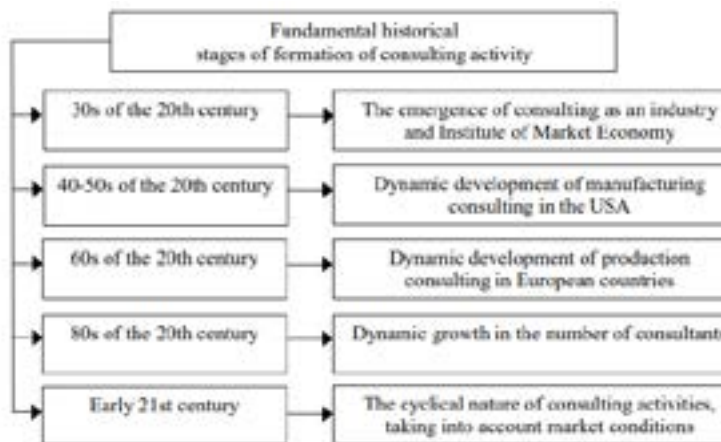 Fundamental historical
stages of formation of consulting activity
30s of the 20th century
The emergence of consulting as an industry
and Institute of Market Economy
40-50s of the 20th century
Dynamic development of manufacturing
consulting in the USA
60s of the 20th century
Dynamic development of production
consulting in European countries
80s of the 20th century
Dynamic growth in the number of consultants
Early 21st century
The cyclical nature of consulting activities,
taking into account market conditions